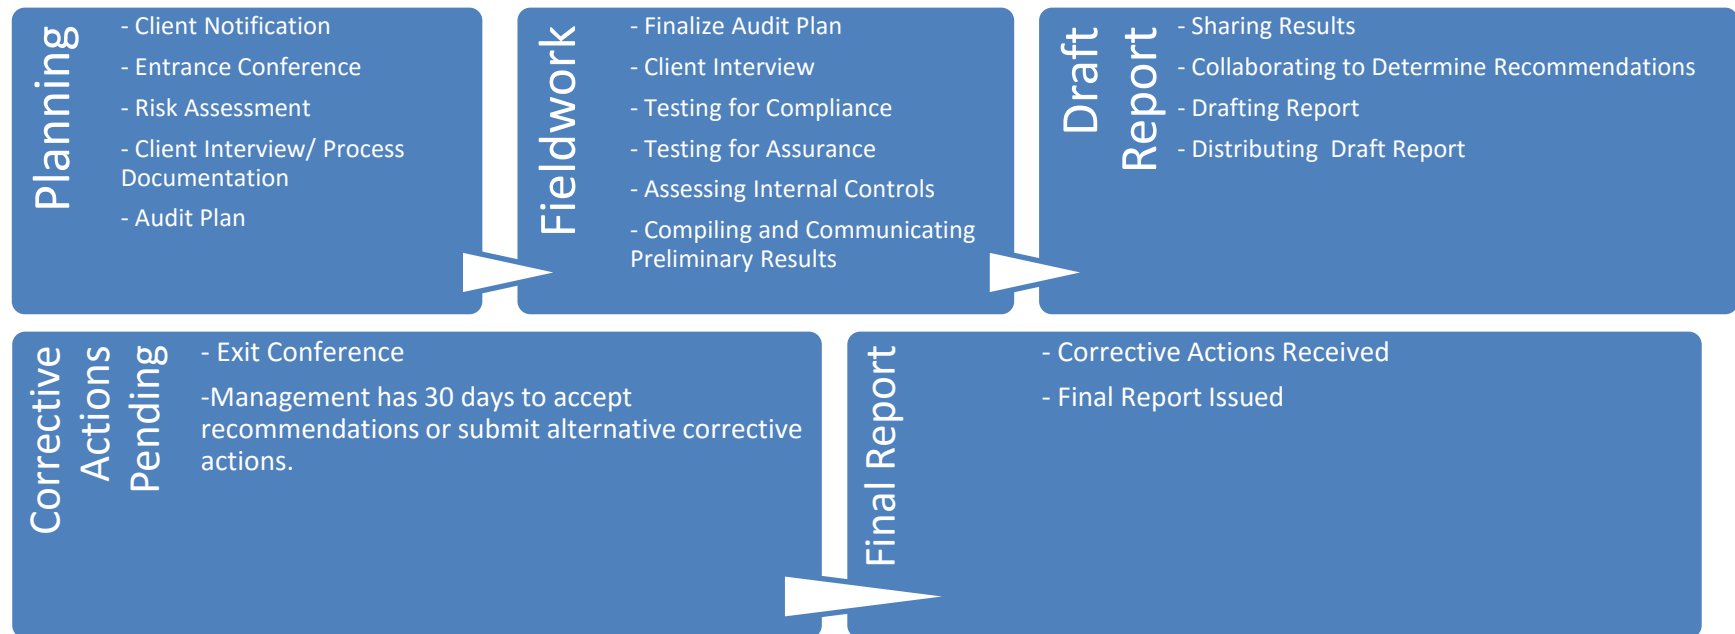 Planning
- Client Notification
- Entrance Conference
- Risk Assessment
- Client Interview/ Process
Documentation
- Audit Plan
Fieldwork
- Finalize Audit Plan
- Client Interview
- Testing for Compliance
- Testing for Assurance
- Assessing Internal Controls
- Compiling and Communicating
Preliminary Results
Draft
Report
- Sharing Results
- Collaborating to Determine Recommendations
- Drafting Report
- Distributing  Draft Report
Corrective
Actions
Pending
- Exit Conference
-Management has 30 days to accept
recommendations or submit alternative corrective
actions.
Final Report
- Corrective Actions Received
- Final Report Issued